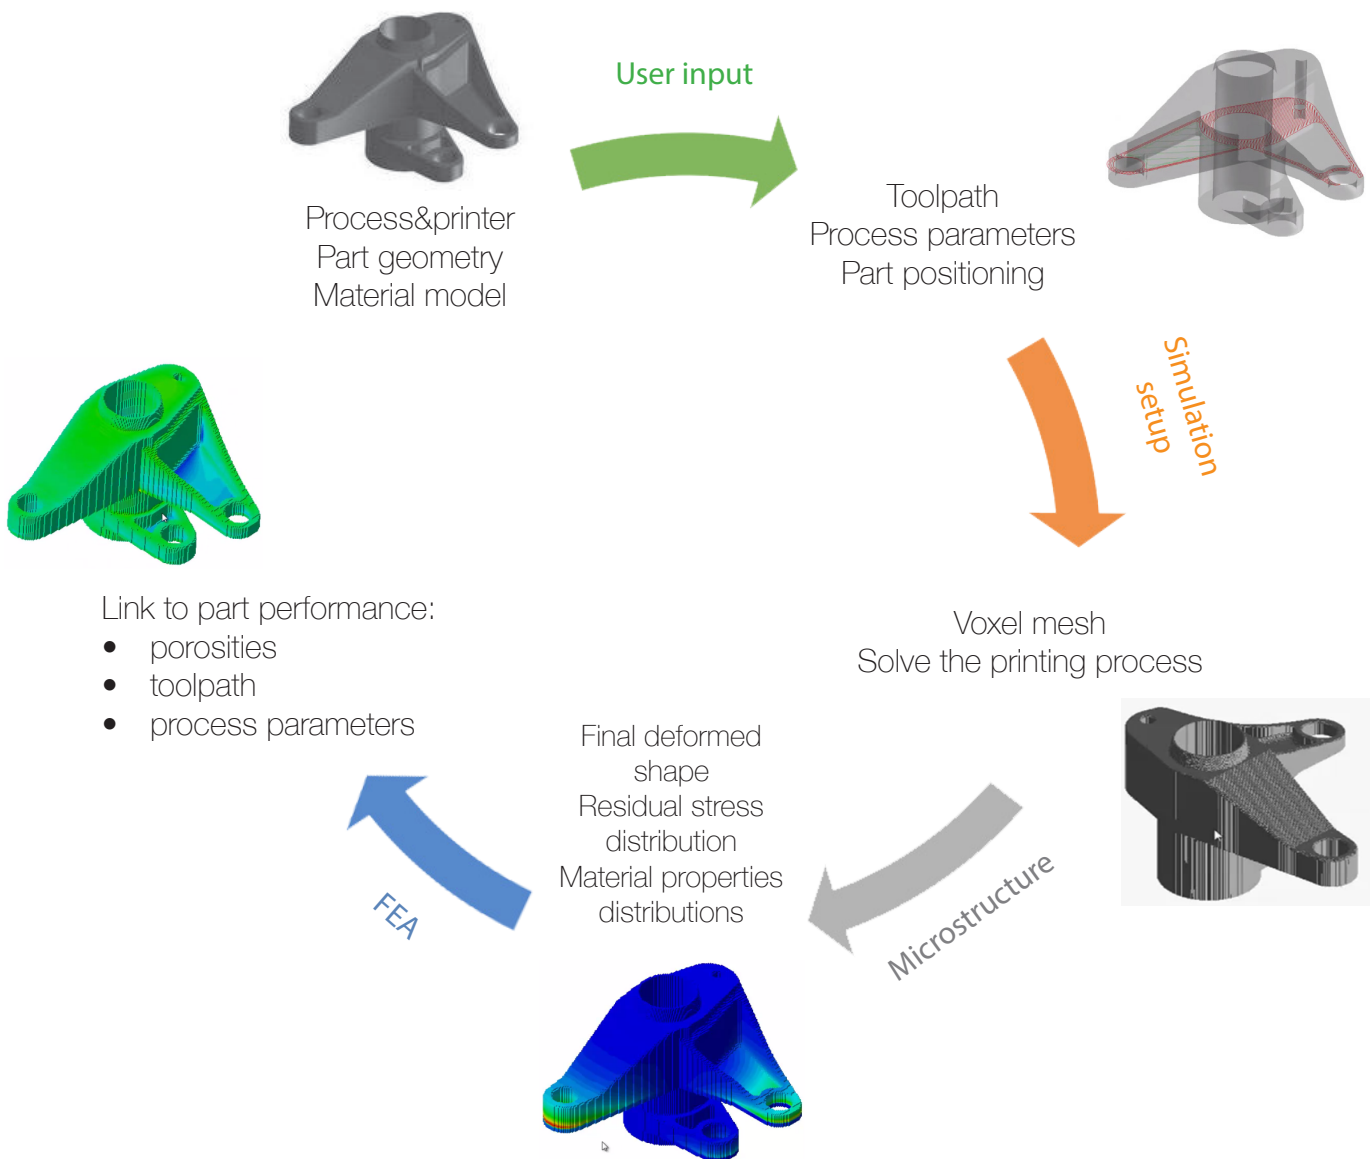 User input
Process&printer
Part geometry
Material model
Toolpath
Process parameters
Part positioning
Simulation
setup
Voxel mesh
Solve the printing process
Microstructure
Final deformed
shape
Residual stress
distribution
Material properties
distributions
FEA
Link to part performance:
• porosities
• toolpath
• process parameters